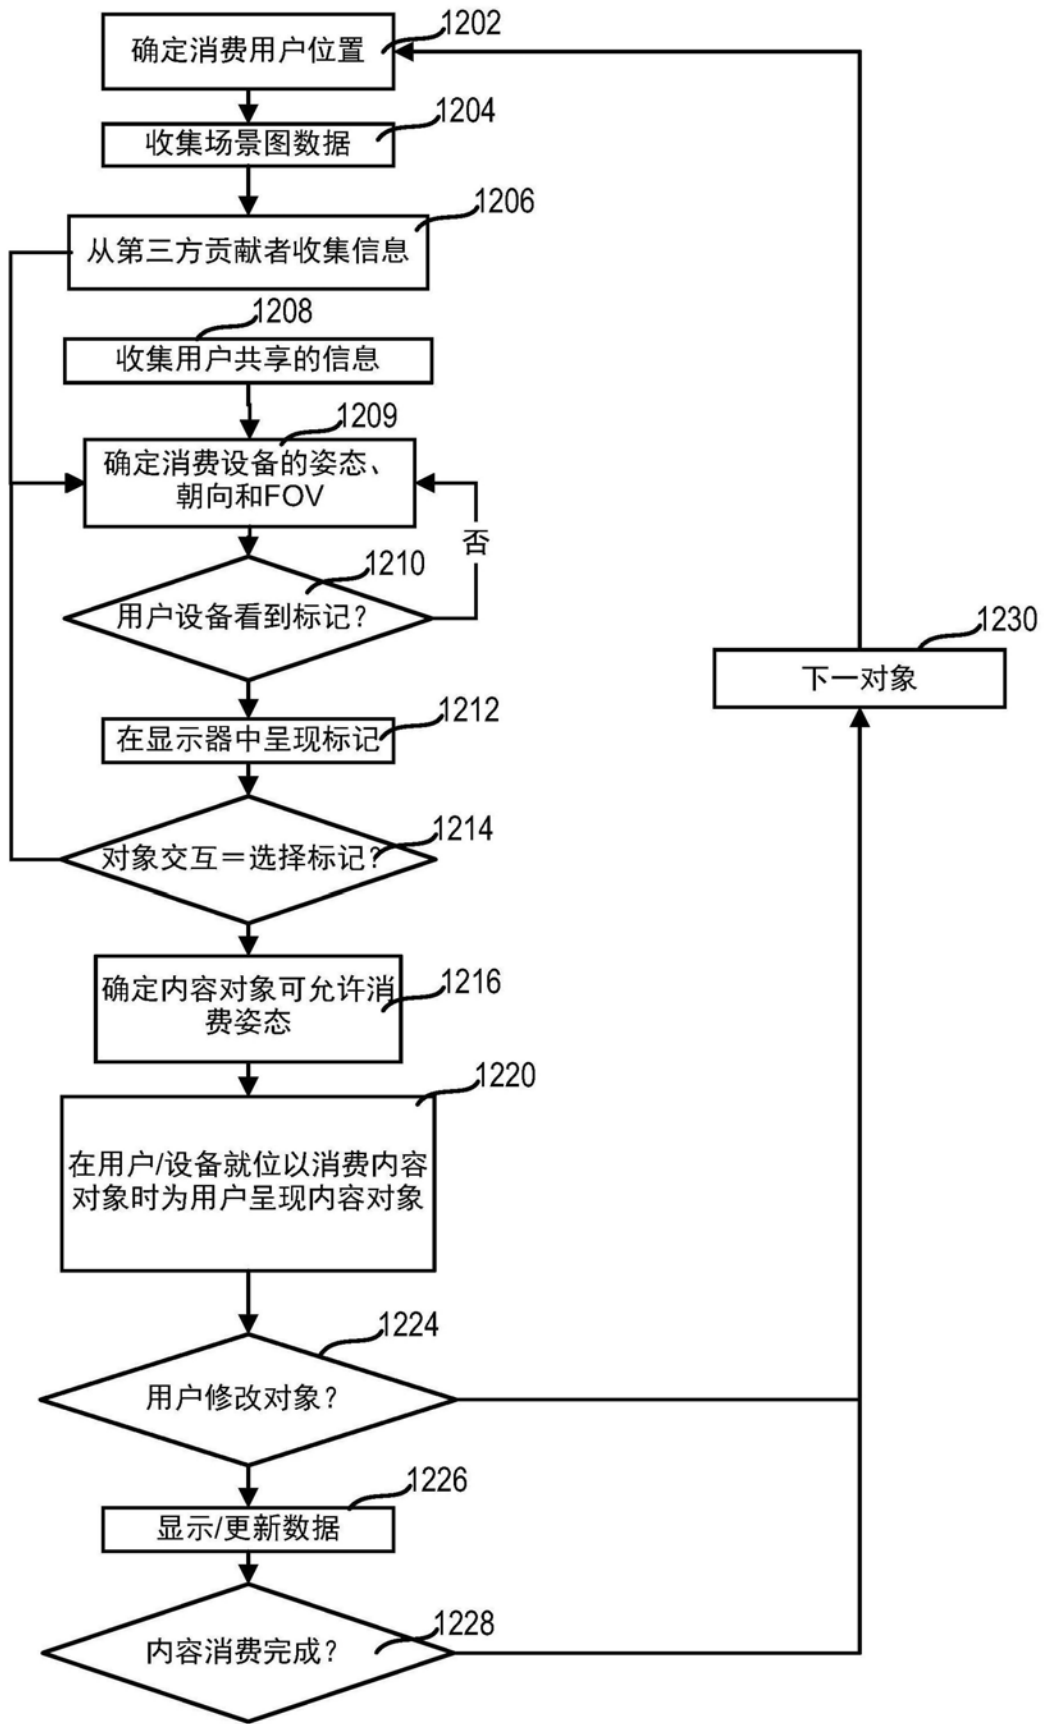 1202
确定消费用户位置
1204
收集场景图数据
1206
从第三方贡献者收集信息
1208
收集用户共享的信息
1209
确定消费设备的姿态、
朝向和FOV
否
1210
用户设备看到标记？
1230
下一对象
1212
在显示器中呈现标记
1214
对象交互＝选择标记？
1216
确定内容对象可允许消
费姿态
1220
在用户/设备就位以消费内容
对象时为用户呈现内容对象
1224
用户修改对象？
1226
显示/更新数据
1228
内容消费完成？